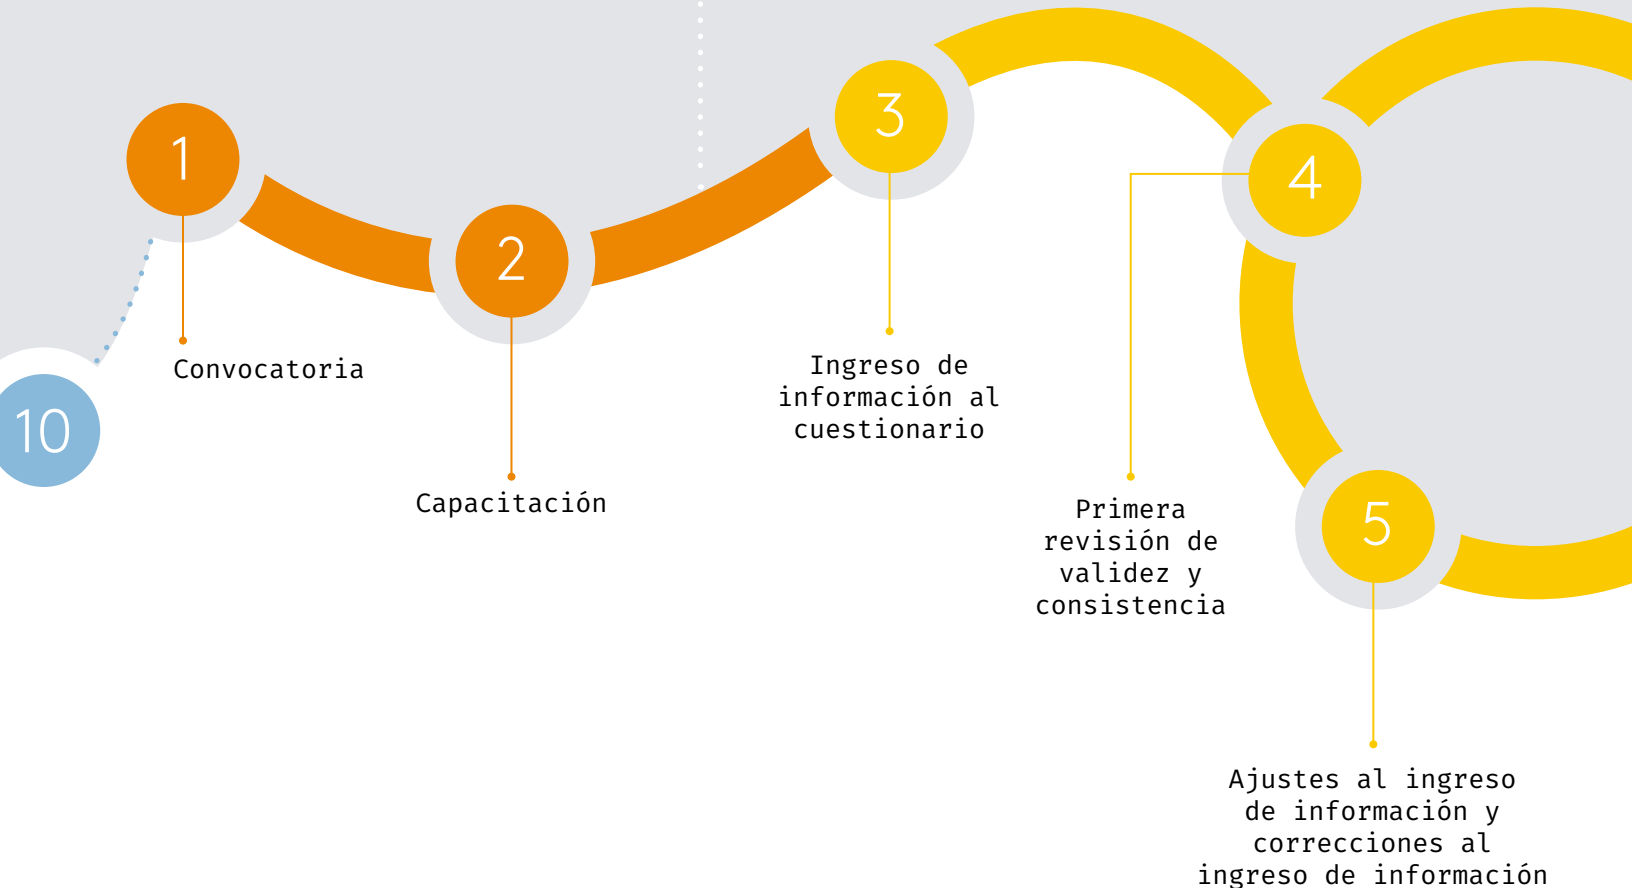 1
2
3
4
5
10
Convocatoria
Capacitación
Ingreso de
información al
cuestionario
Primera
revisión de
validez y
consistencia
Ajustes al ingreso
de información y
correcciones al
ingreso de información